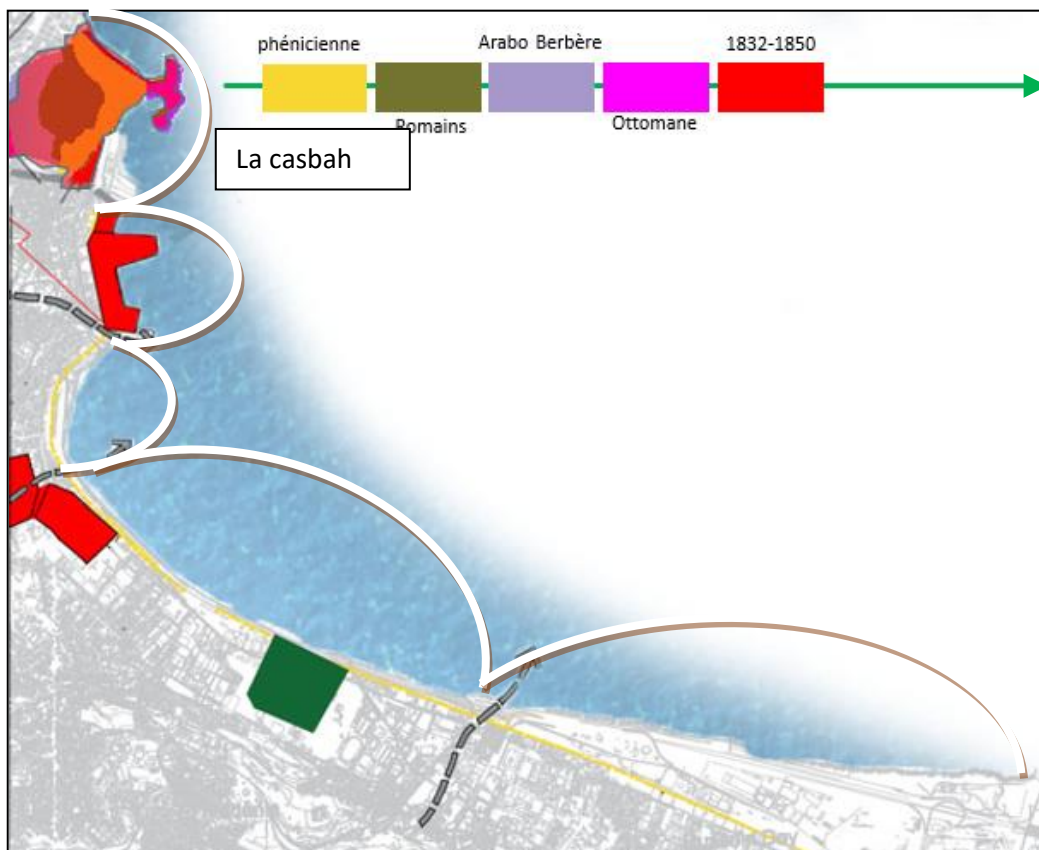 phénicienne
Romains
Arabo Berbère
Ottomane
1832-1850
La casbah